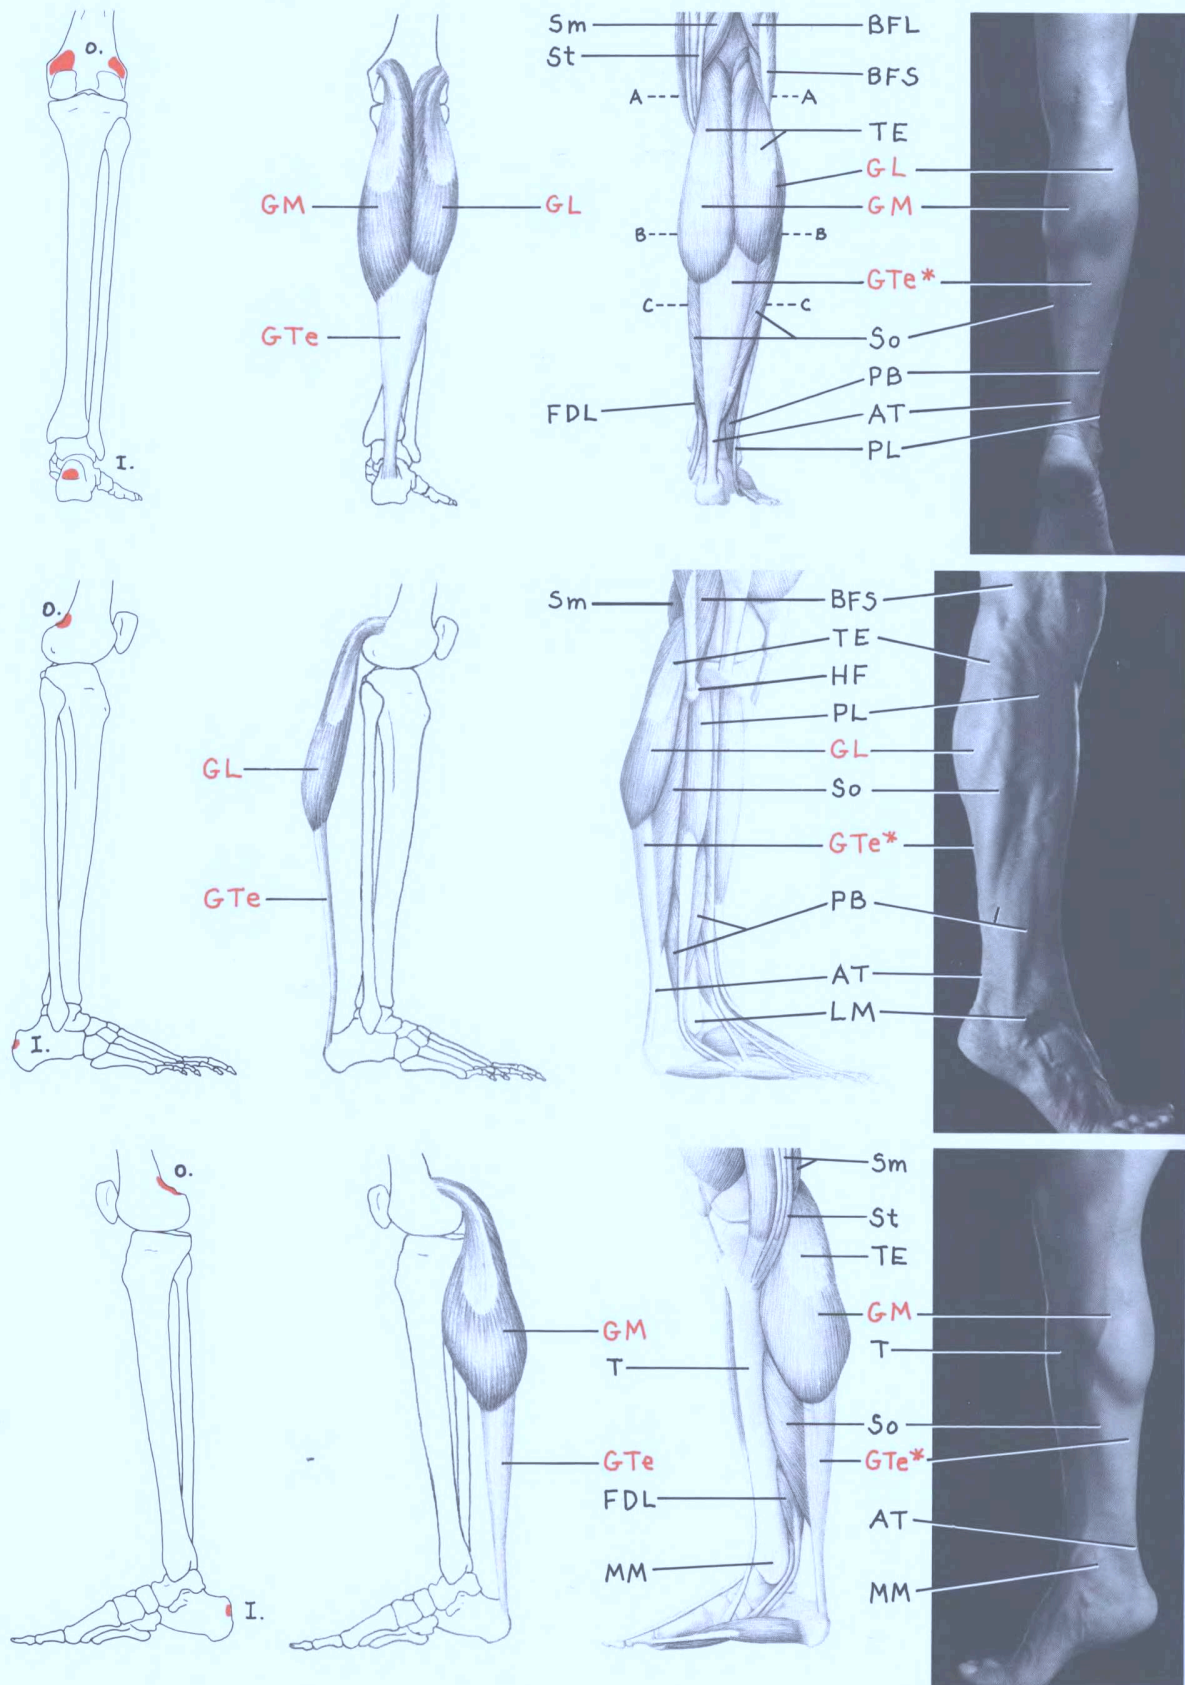 O.
I.
GM
GL
GTe
Sm
St
A
A
B
B
C
C
FDL
BFL
BFS
TE
GL
GM
GTe*
So
PB
AT
PL
O.
I.
GL
GTe
Sm
BFS
TE
HF
PL
GL
So
GTe*
PB
AT
LM
O.
I.
GM
T
GTe
FDL
MM
Sm
St
TE
GM
T
So
GTe*
AT
MM